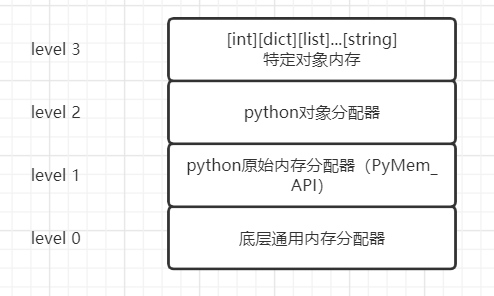 level 3
[int][dict][list]...[string]
特定对象内存
level 2
python对象分配器
level 1
python原始内存分配器（PyMem_
API）
level 0
底层通用内存分配器